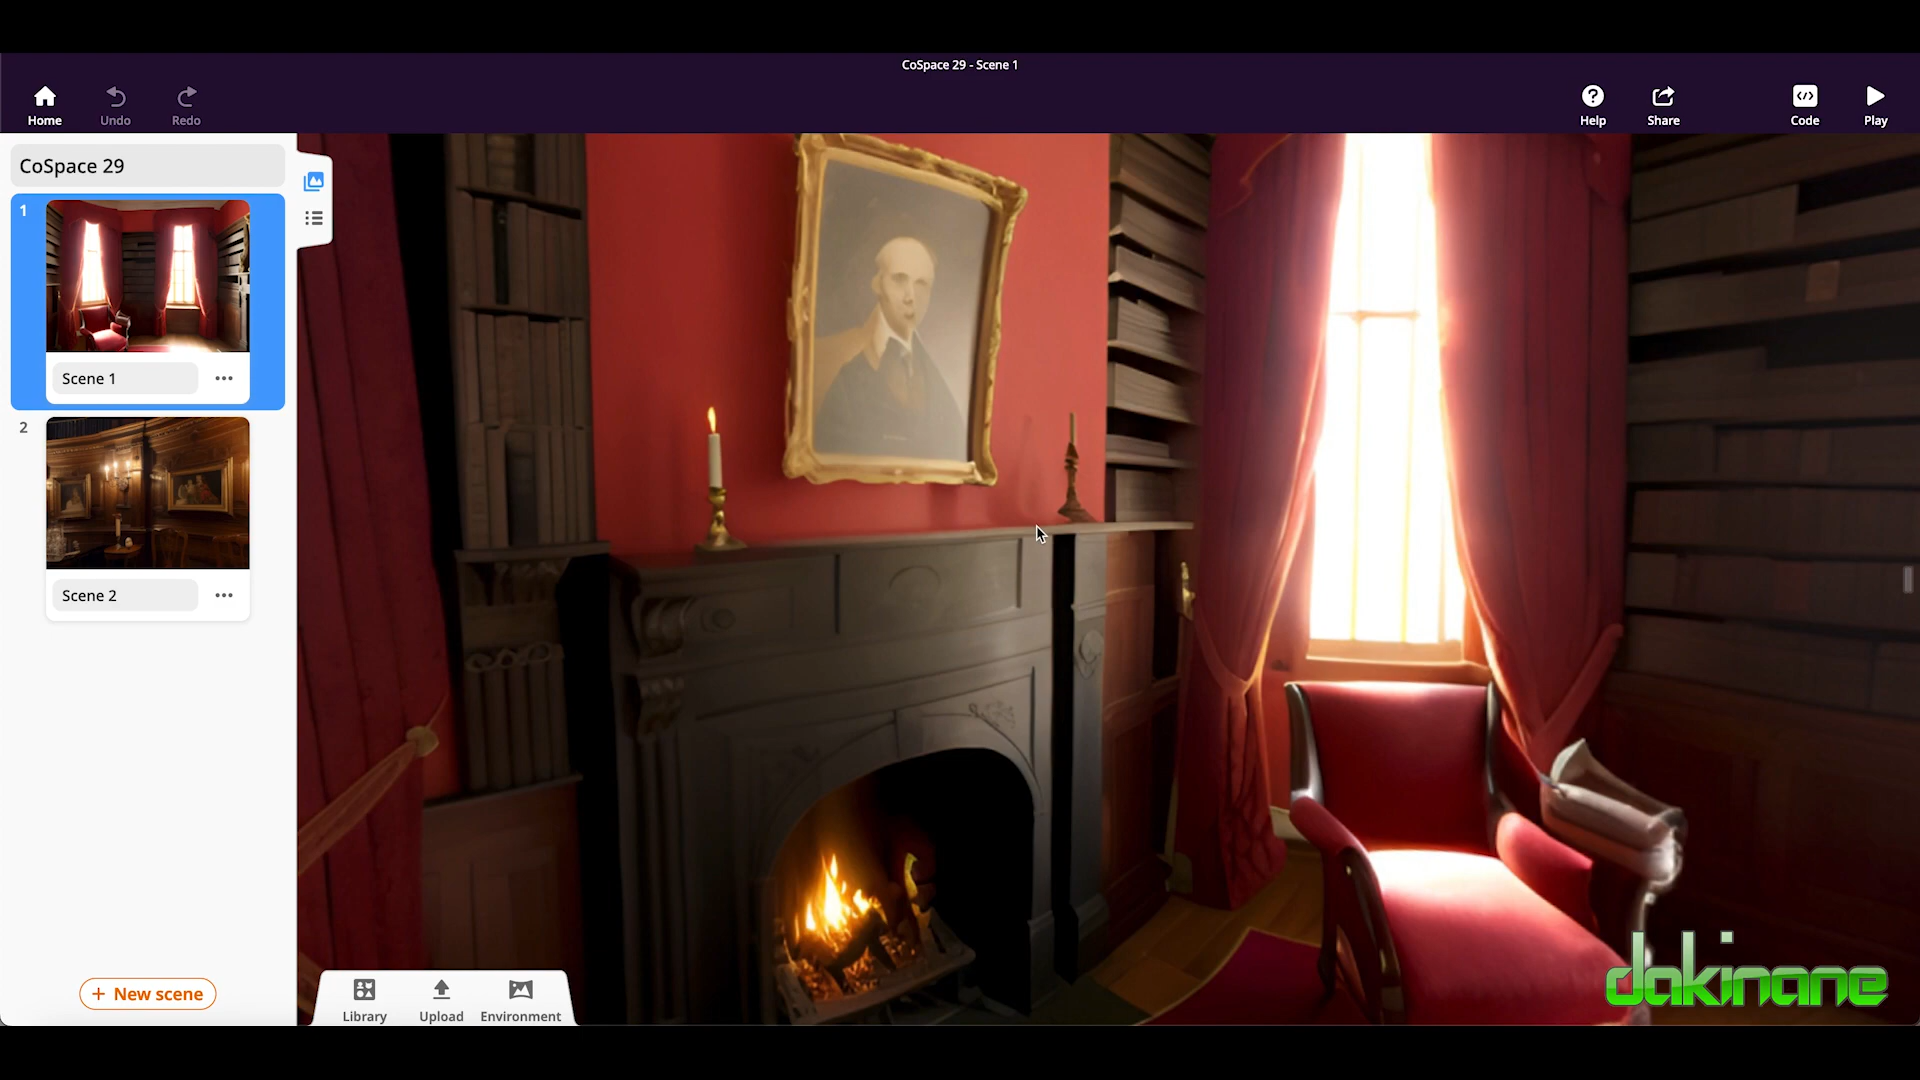 CoSpace 29 - Scene 1
Home
Undo
Redo
Help
Share
Code
Play
CoSpace 29
1
Scene 1
2
Scene 2
+ New scene
Library
Upload
Environment
dakinane